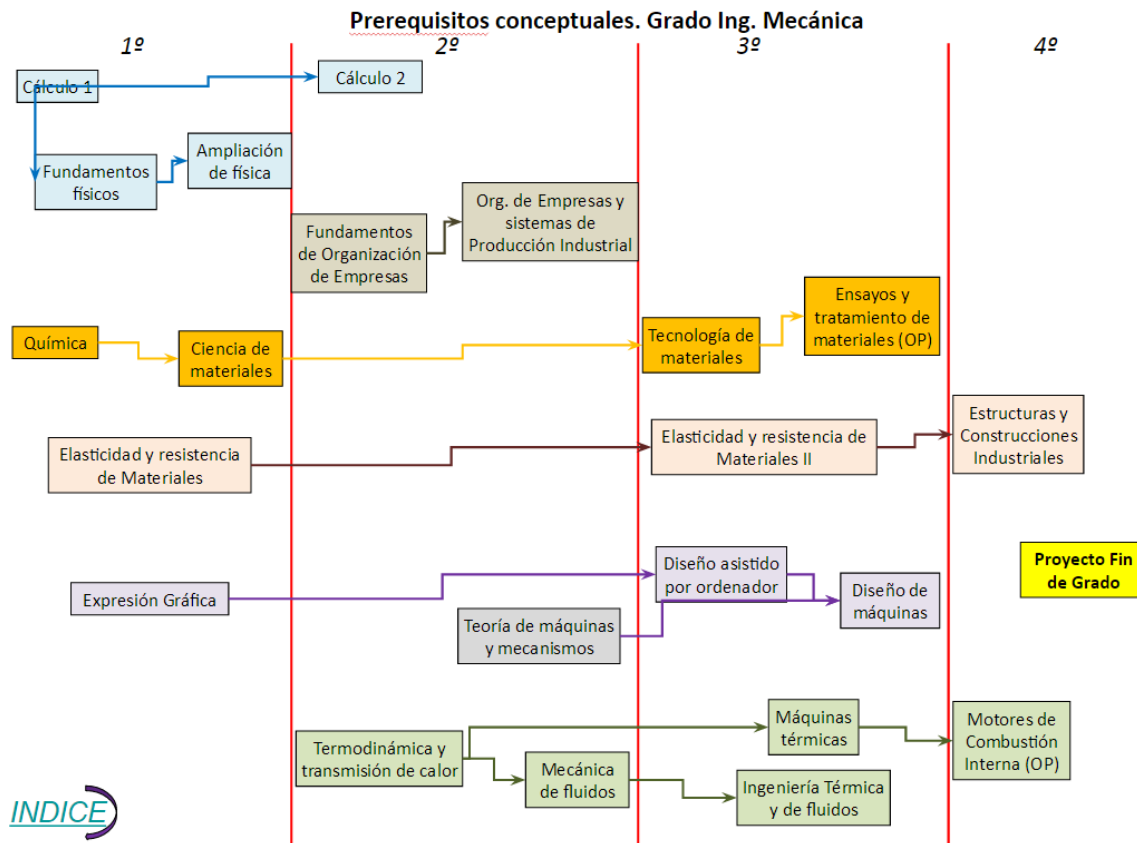 Prerequisitos conceptuales. Grado Ing. Mecánica
1º
2º
3º
4º
Cálculo 1
Cálculo 2
Fundamentos
físicos
Ampliación
de física
Fundamentos
de Organización
de Empresas
Org. de Empresas y
sistemas de
Producción Industrial
Química
Ciencia de
materiales
Tecnología de
materiales
Ensayos y
tratamiento de
materiales (OP)
Elasticidad y resistencia
de Materiales
Elasticidad y resistencia de
Materiales II
Estructuras y
Construcciones
Industriales
Expresión Gráfica
Teoría de máquinas
y mecanismos
Diseño asistido
por ordenador
Diseño de
máquinas
Proyecto Fin
de Grado
Termodinámica y
transmisión de calor
Mecánica
de fluidos
Máquinas
térmicas
Ingeniería Térmica
y de fluidos
Motores de
Combustión
Interna (OP)
INDICE